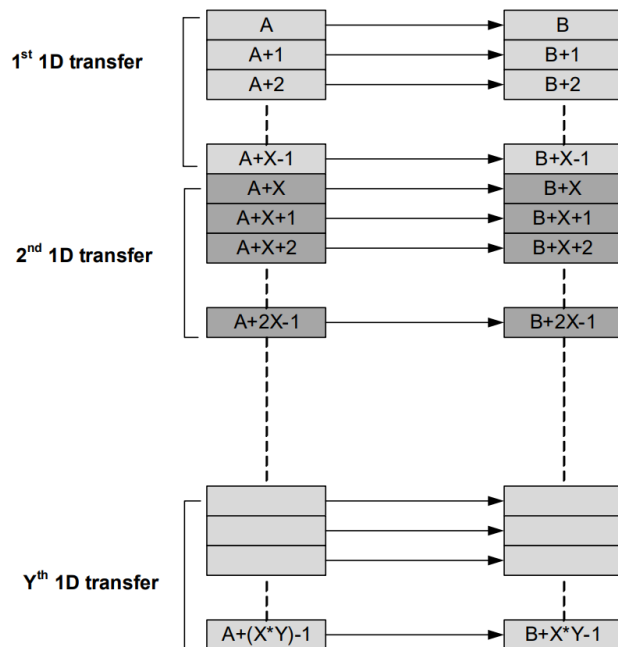 A B
1st 1D transfer
A+1 B+1
A+2 B+2
A+X-1 B+X-1
A+X B+X
A+X+1 B+X+1
2nd 1D transfer
A+X+2 B+X+2
A+2X-1 B+2X-1
Yth 1D transfer
A+(X*Y)-1 B+X*Y-1